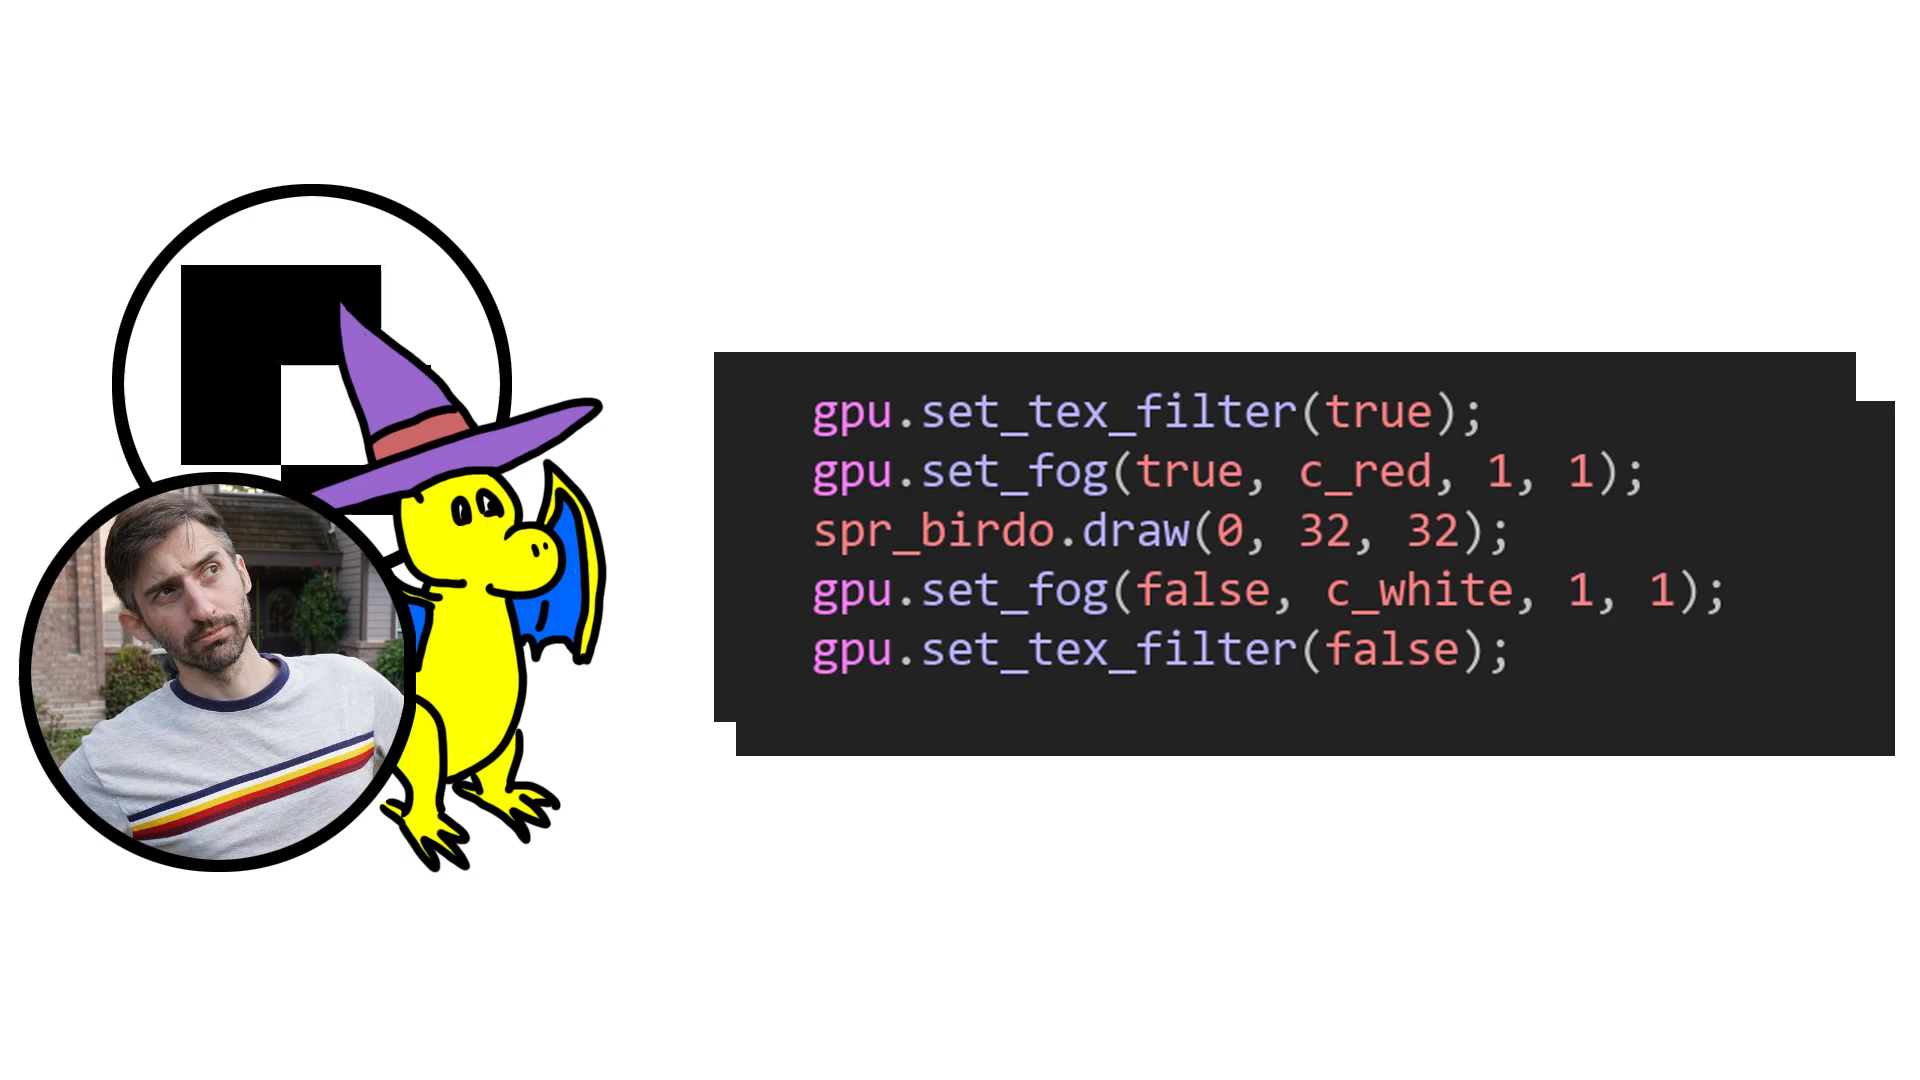 gpu.set_tex_filter(true);
gpu.set_fog(true, c_red, 1, 1);
spr_birdo.draw(0, 32, 32);
gpu.set_fog(false, c_white, 1, 1);
gpu.set_tex_filter(false);